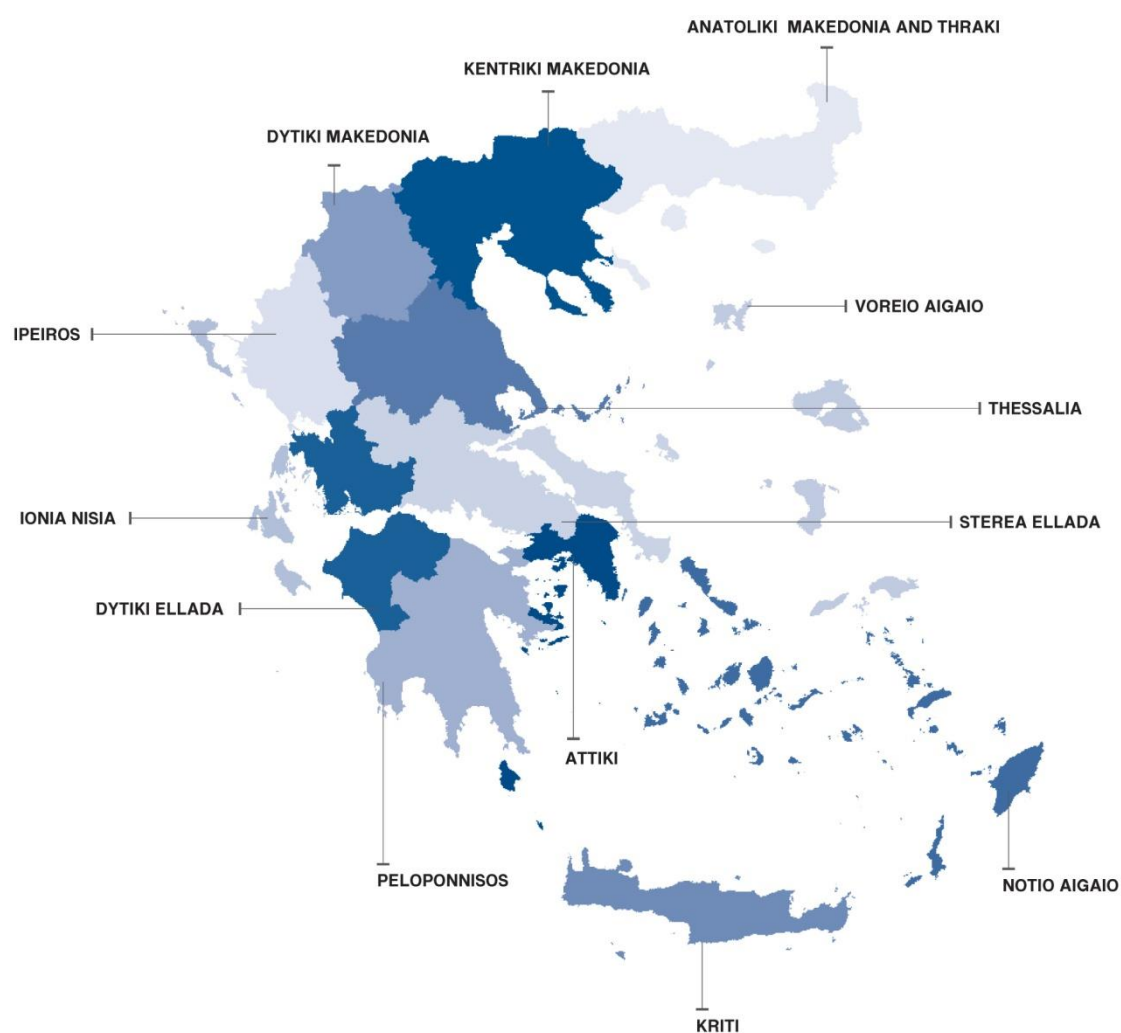 ANATOLIKI MAKEDONIA AND THRAKI
KENTRIKI MAKEDONIA
DYTIKI MAKEDONIA
VOREIO AIGAIO
IPEIROS
THESSALIA
IONIA NISIA
STEREA ELLADA
DYTIKI ELLADA
ATTIKI
PELOPONNISOS
NOTIO AIGAIO
KRITI